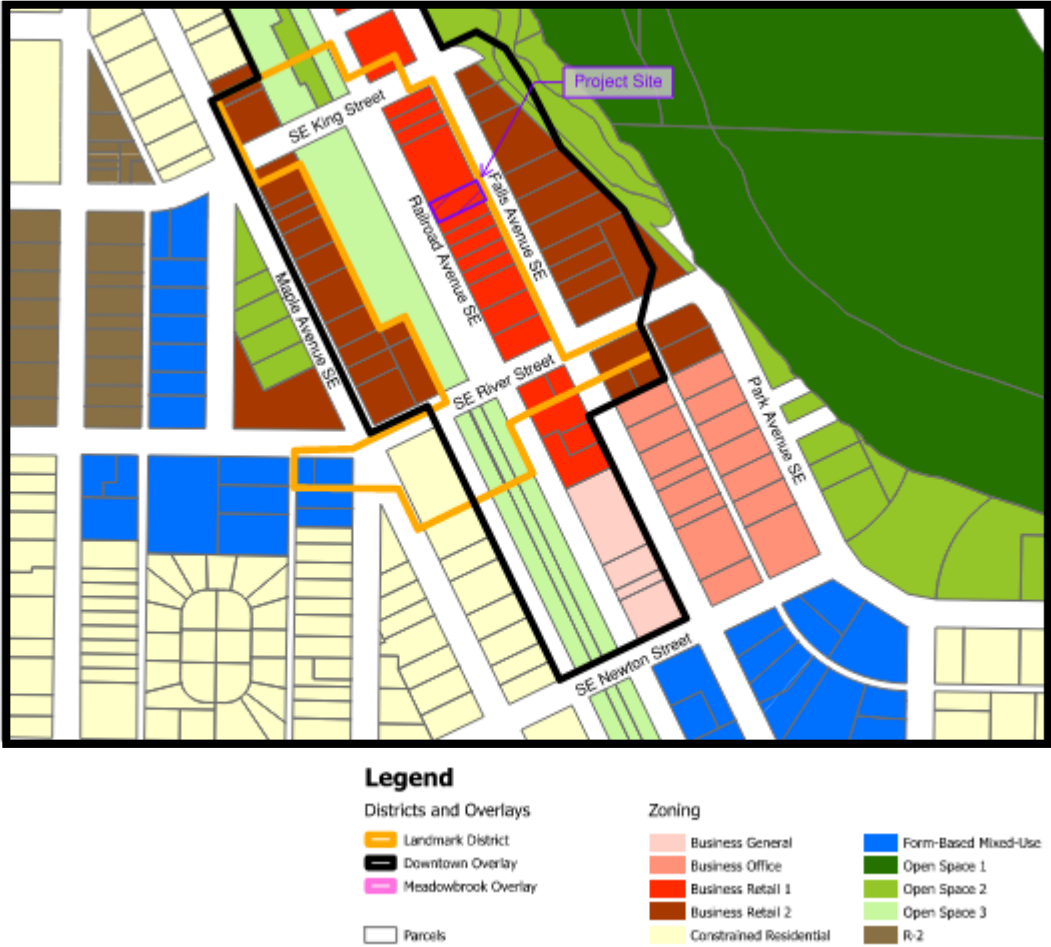 Project Site
SE King Street
Falls Avenue SE
Railroad Avenue SE
Maple Avenue SE
SE River Street
Park Avenue SE
SE Newton Street
Legend
Districts and Overlays
Landmark District
Downtown Overlay
Meadowbrook Overlay
Parcels
Zoning
Business General
Business Office
Business Retail 1
Business Retail 2
Constrained Residential
Form-Based Mixed-Use
Open Space 1
Open Space 2
Open Space 3
R-2